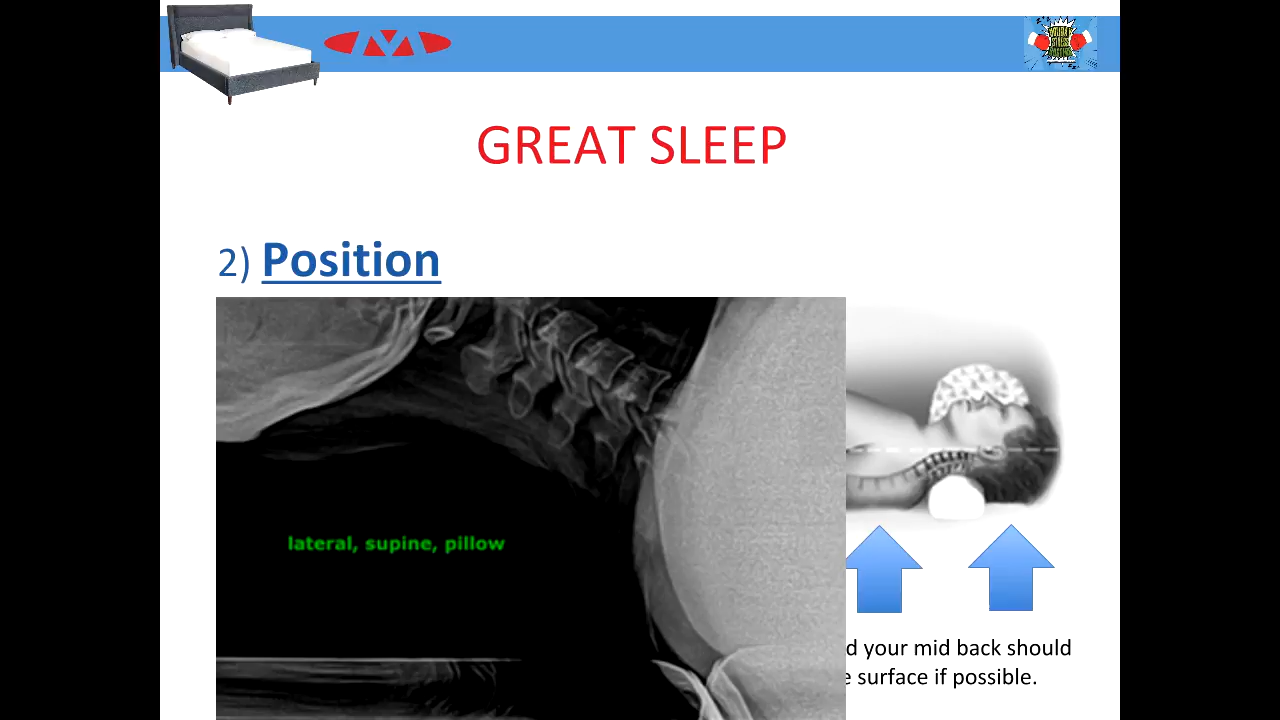 GREAT SLEEP
2) Position
lateral, supine, pillow
d your mid back should
e surface if possible.